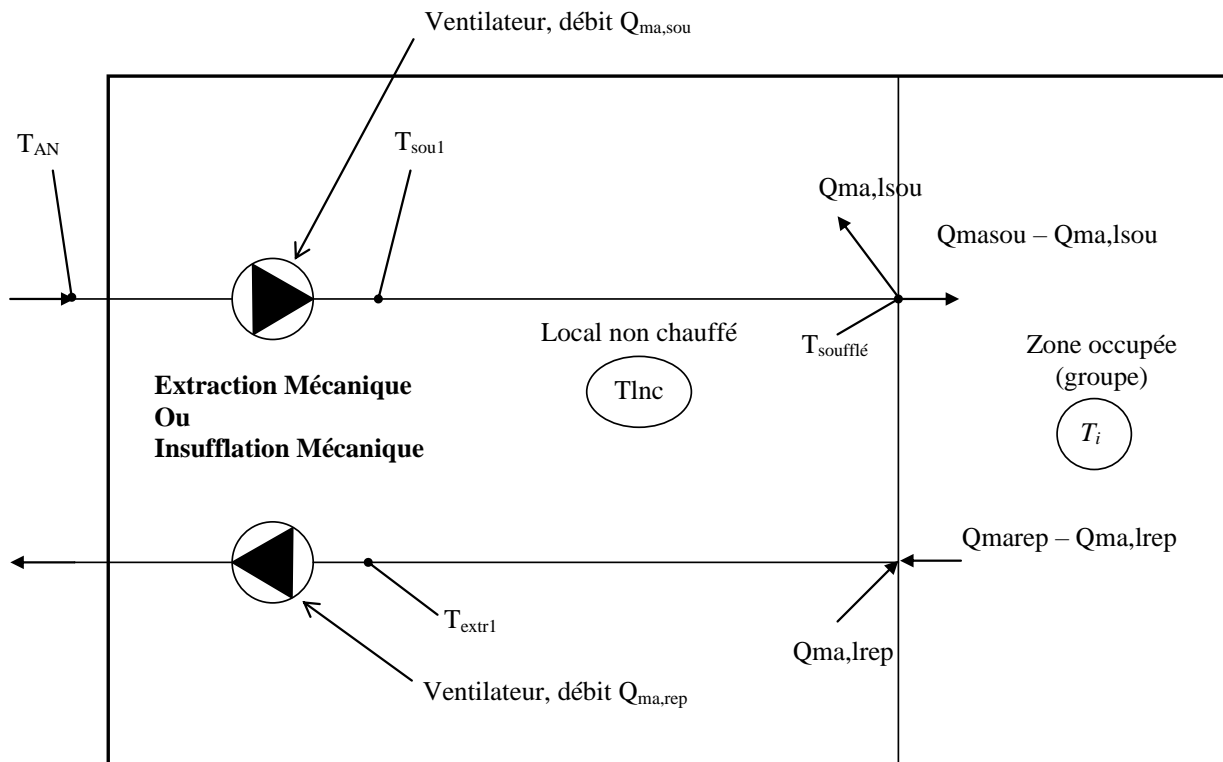 Ventilateur, débit Qma,sou
TAN
Tsou1
Qma,lsou
Qmasou – Qma,lsou
Local non chauffé
Tsoufflé
Zone occupée
(groupe)
Extraction Mécanique
Ou
Insufflation Mécanique
Tlnc
Ti
Qmarep – Qma,lrep
Textr1
Qma,lrep
Ventilateur, débit Qma,rep